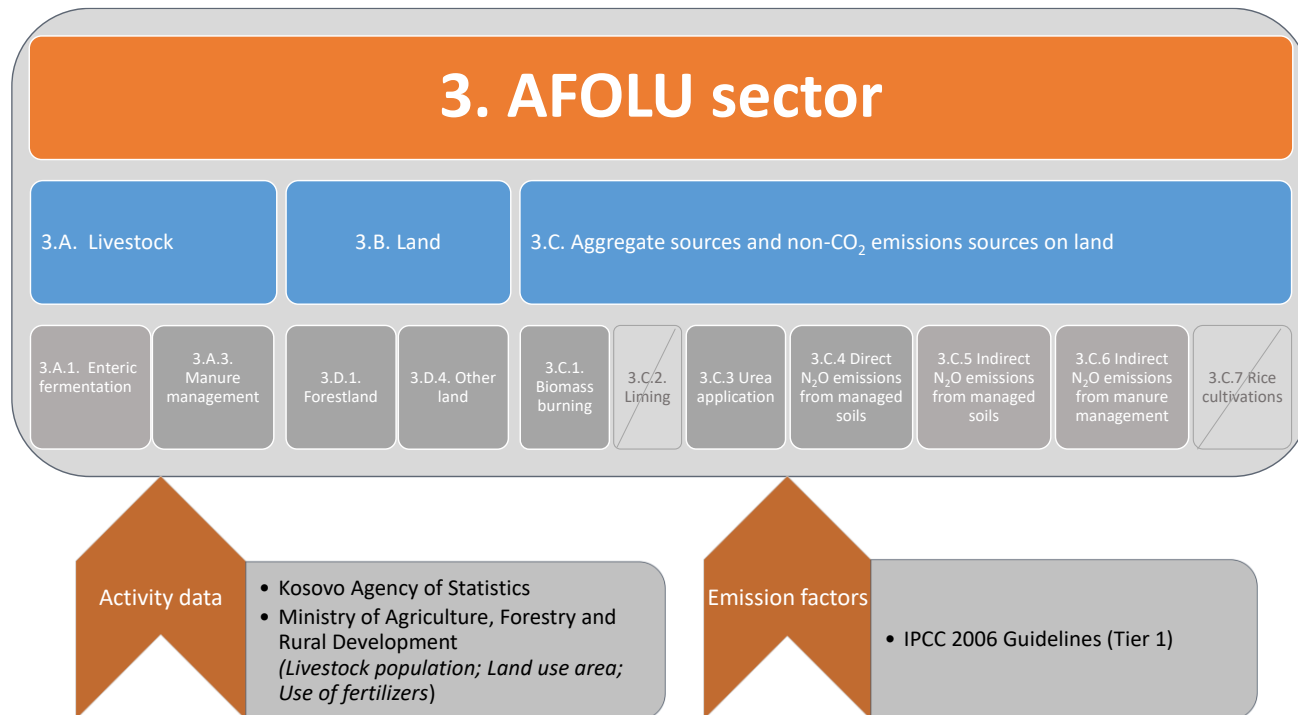 3. AFOLU sector
3.A. Livestock
3.B. Land
3.C. Aggregate sources and non-CO₂ emissions sources on land
3.A.1. Enteric
fermentation
3.A.3.
Manure
management
3.D.1.
Forestland
3.D.4. Other
land
3.C.1.
Biomass
burning
3.C.2.
Liming
3.C.3 Urea
application
3.C.4 Direct
N₂O emissions
from managed
soils
3.C.5 Indirect
N₂O emissions
from managed
soils
3.C.6 Indirect
N₂O emissions
from manure
management
3.C.7 Rice
cultivations
Activity data
• Kosovo Agency of Statistics
• Ministry of Agriculture, Forestry and
Rural Development
(Livestock population; Land use area;
Use of fertilizers)
Emission factors
• IPCC 2006 Guidelines (Tier 1)